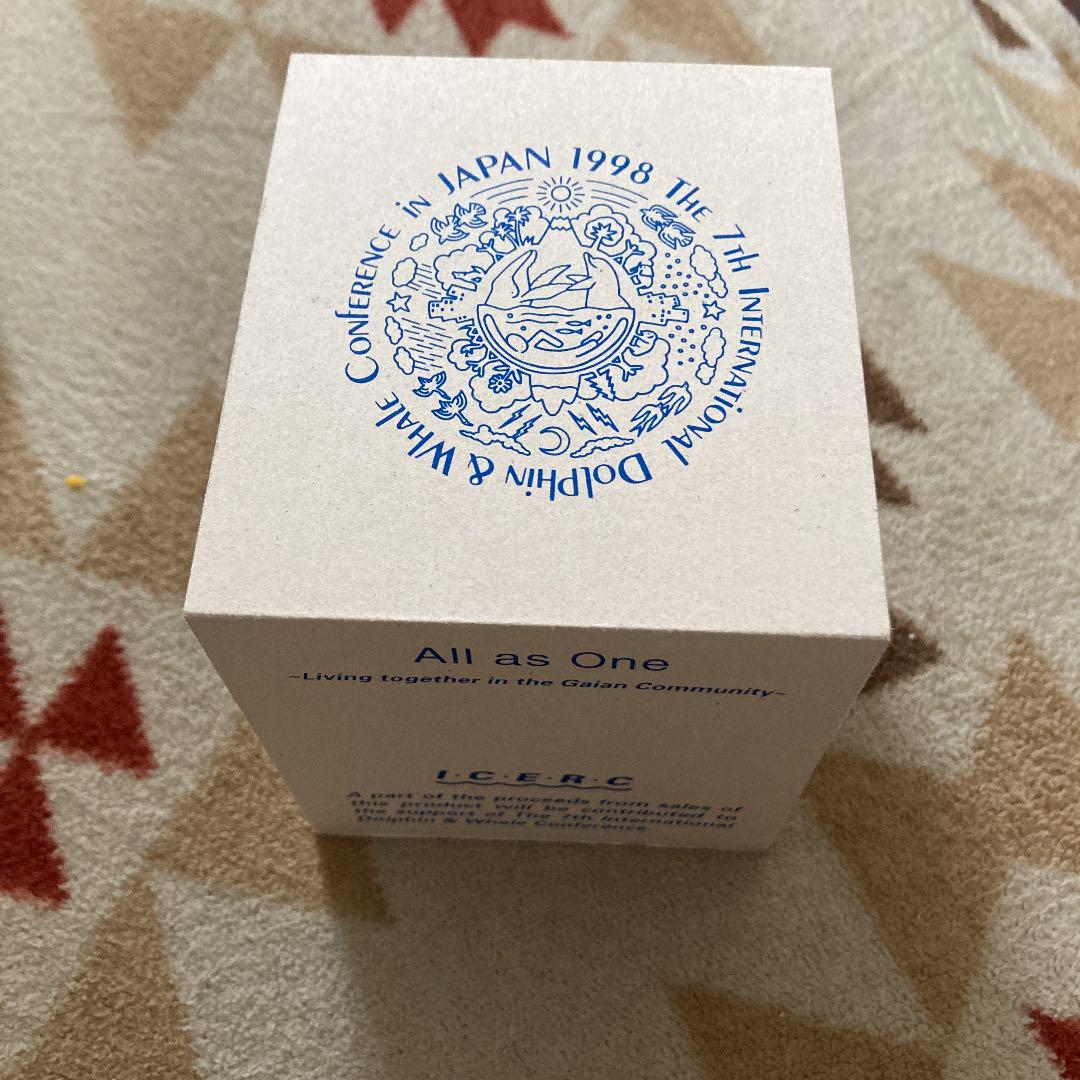 The 7th International Dolphin & Whale Conference in JAPAN 1998
All as One
~Living together in the Gaian Community~
I·C·E·R·C
A part of the proceeds from sales of
this product will be contributed to
the support of The 7th International
Dolphin & Whale Conference.